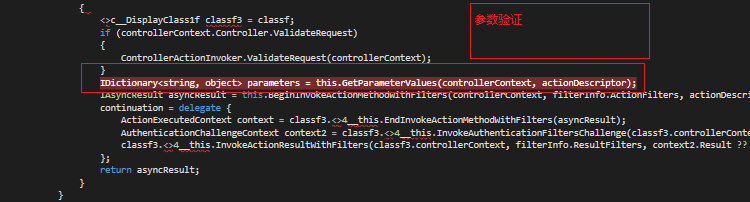 {
<>c__DisplayClass1f classf3 = classf;
if (controllerContext.Controller.ValidateRequest)
参数验证
{
ControllerActionInvoker.ValidateRequest(controllerContext);
}
IDictionary<string, object> parameters = this.GetParameterValues(controllerContext, actionDescriptor);
IAsyncResult asyncResult = this.BeginInvokeActionMethodWithFilters(controllerContext, filterInfo.ActionFilters, actionDescri
continuation = delegate {
ActionExecutedContext context = classf3.<>4__this.EndInvokeActionMethodWithFilters(asyncResult);
AuthenticationChallengeContext context2 = classf3.<>4__this.InvokeAuthenticationFiltersChallenge(classf3.controllerConte
classf3.<>4__this.InvokeActionResultWithFilters(classf3.controllerContext, filterInfo.ResultFilters, context2.Result ??
};
return asyncResult;
}
}